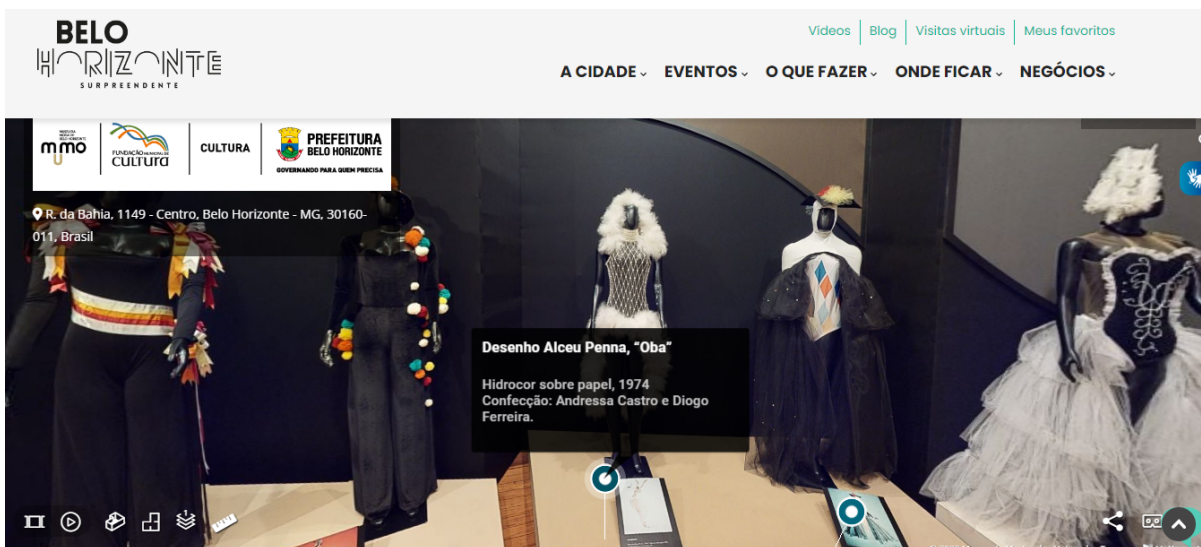 BELO
HORIZONTE
SURPREENDENTE
Vídeos
Blog
Visitas virtuais
Meus favoritos
A CIDADE
EVENTOS
O QUE FAZER
ONDE FICAR
NEGÓCIOS
mmo
U
FUNDAÇÃO MUNICIPAL DE
CULTURA
CULTURA
PREFEITURA
BELO HORIZONTE
GOVERNANDO PARA QUEM PRECISA
R. da Bahia, 1149 - Centro, Belo Horizonte - MG, 30160-
011, Brasil
Desenho Alceu Penna, “Oba”
Hidrocor sobre papel, 1974
Confecção: Andressa Castro e Diogo
Ferreira.